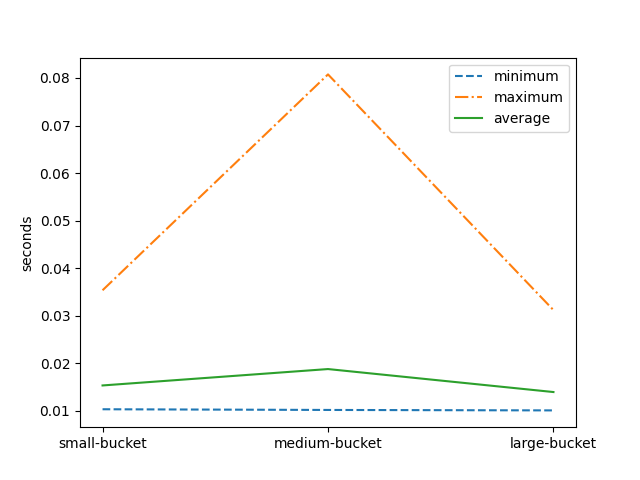 minimum
maximum
average
0.08
0.07
0.06
0.05
0.04
0.03
0.02
0.01
seconds
small-bucket
medium-bucket
large-bucket